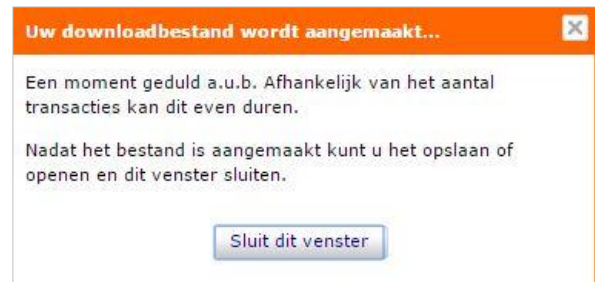 Uw downloadbestand wordt aangemaakt...
Een moment geduld a.u.b. Afhankelijk van het aantal
transacties kan dit even duren.
Nadat het bestand is aangemaakt kunt u het opslaan of
openen en dit venster sluiten.
Sluit dit venster